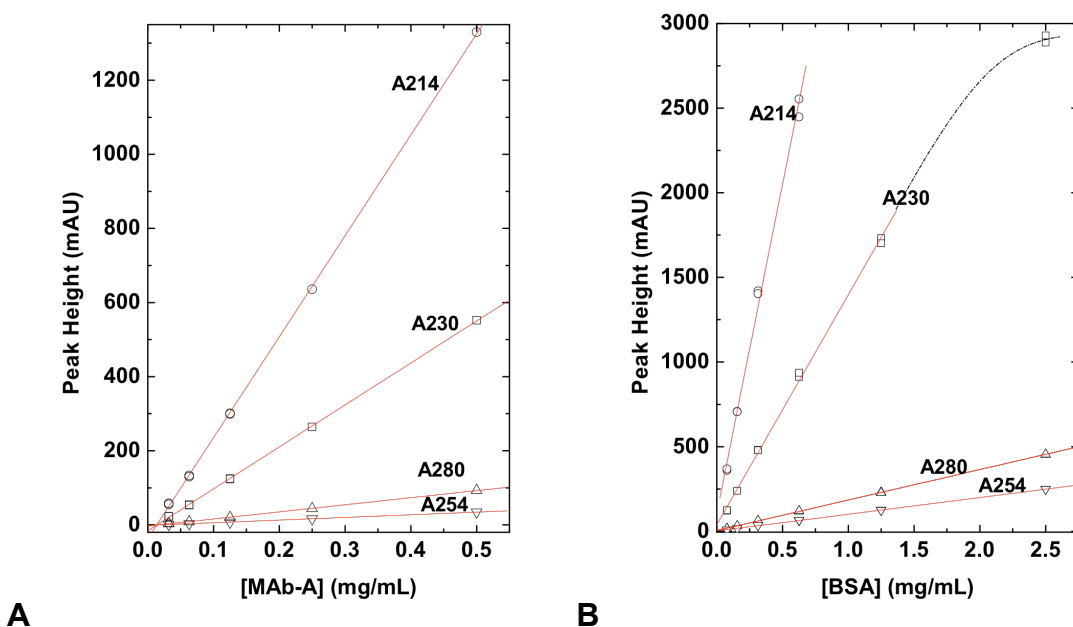 1200
1000
800
600
400
200
0
0.0 0.1 0.2 0.3 0.4 0.5
Peak Height (mAU)
[MAb-A] (mg/mL)
A214
A230
A280
A254
A
3000
2500
2000
1500
1000
500
0
0.0 0.5 1.0 1.5 2.0 2.5
Peak Height (mAU)
[BSA] (mg/mL)
A214
A230
A280
A254
B